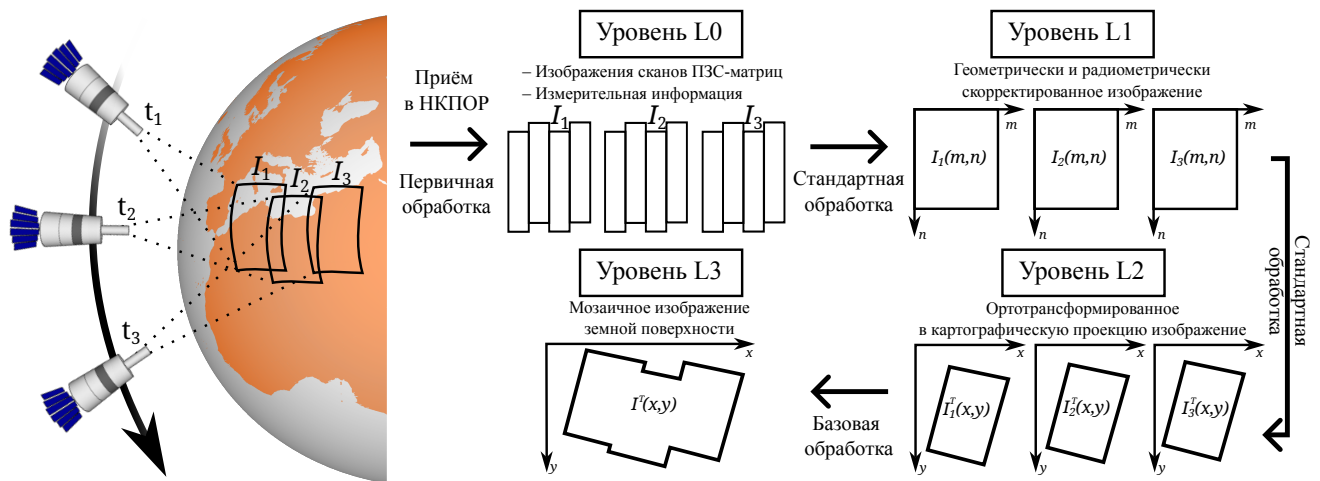 t₁
t₂
t₃
I₁
I₂
I₃
Приём
в НКПОР
Первичная
обработка
Уровень L0
– Изображения сканов ПЗС-матриц
– Измерительная информация
I₁
I₂
I₃
Стандартная
обработка
Уровень L1
Геометрически и радиометрически
скорректированное изображение
m
m
m
I₁(m,n)
I₂(m,n)
I₃(m,n)
n
n
n
Стандартная
обработка
Уровень L2
Ортотрансформированное
в картографическую проекцию изображение
x
x
x
I₁ᵀ(x,y)
I₂ᵀ(x,y)
I₃ᵀ(x,y)
y
y
y
Базовая
обработка
Уровень L3
Мозаичное изображение
земной поверхности
x
Iᵀ(x,y)
y